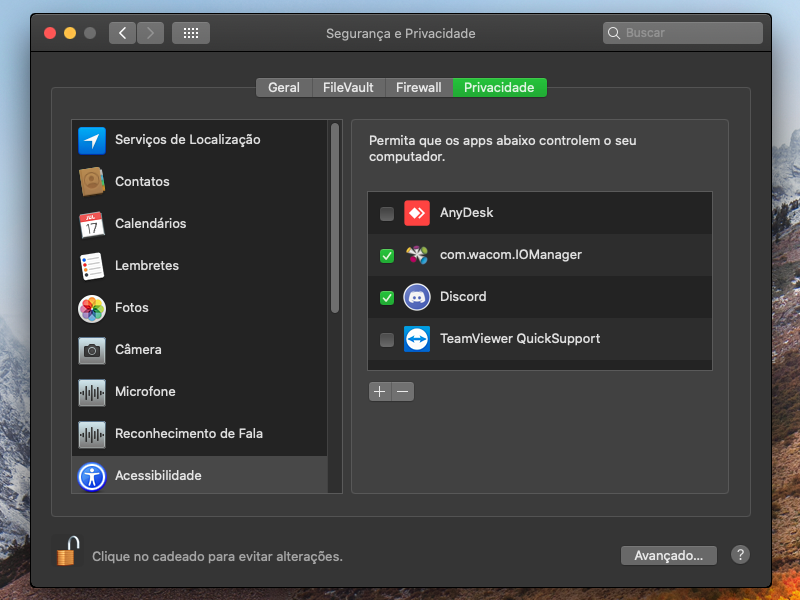 Segurança e Privacidade
Buscar
Geral
FileVault
Firewall
Privacidade
Serviços de Localização
Contatos
JUL
17
Calendários
Lembretes
Fotos
Câmera
Microfone
Reconhecimento de Fala
Acessibilidade
Permita que os apps abaixo controlem o seu
computador.
AnyDesk
com.wacom.IOManager
Discord
TeamViewer QuickSupport
+
−
Clique no cadeado para evitar alterações.
Avançado...
?